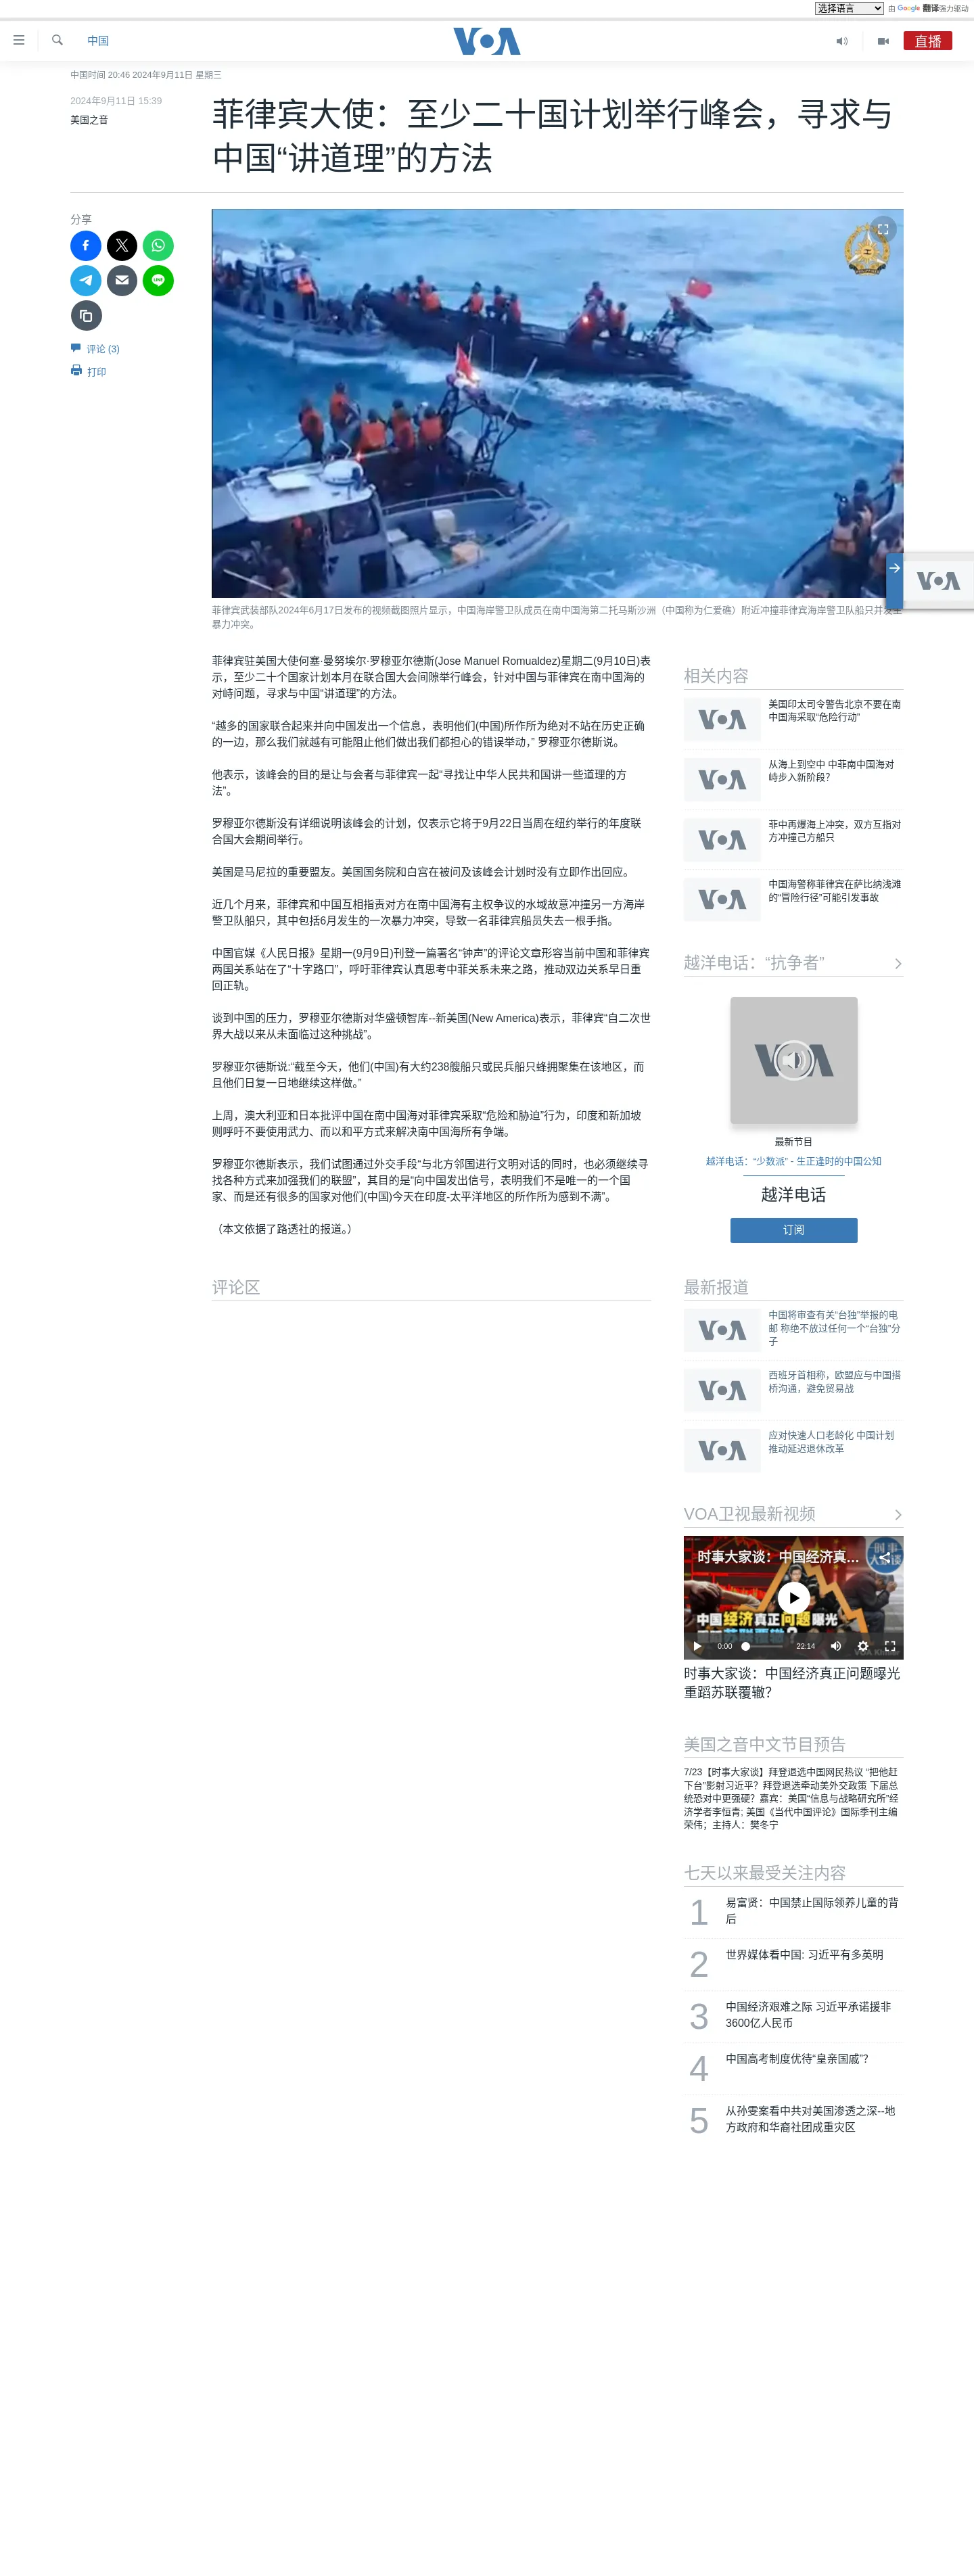 选择语言
由 Google 翻译强力驱动
中国
VOA
直播
中国时间 20:46 2024年9月11日 星期三
2024年9月11日 15:39
美国之音
菲律宾大使：至少二十国计划举行峰会，寻求与
中国“讲道理”的方法
分享
评论 (3)
打印
菲律宾武装部队2024年6月17日发布的视频截图照片显示，中国海岸警卫队成员在南中国海第二托马斯沙洲（中国称为仁爱礁）附近冲撞菲律宾海岸警卫队船只并发生
暴力冲突。
菲律宾驻美国大使何塞·曼努埃尔·罗穆亚尔德斯(Jose Manuel Romualdez)星期二(9月10日)表
示，至少二十个国家计划本月在联合国大会间隙举行峰会，针对中国与菲律宾在南中国海的
对峙问题，寻求与中国“讲道理”的方法。
“越多的国家联合起来并向中国发出一个信息，表明他们(中国)所作所为绝对不站在历史正确
的一边，那么我们就越有可能阻止他们做出我们都担心的错误举动，” 罗穆亚尔德斯说。
他表示，该峰会的目的是让与会者与菲律宾一起“寻找让中华人民共和国讲一些道理的方
法”。
罗穆亚尔德斯没有详细说明该峰会的计划，仅表示它将于9月22日当周在纽约举行的年度联
合国大会期间举行。
美国是马尼拉的重要盟友。美国国务院和白宫在被问及该峰会计划时没有立即作出回应。
近几个月来，菲律宾和中国互相指责对方在南中国海有主权争议的水域故意冲撞另一方海岸
警卫队船只，其中包括6月发生的一次暴力冲突，导致一名菲律宾船员失去一根手指。
中国官媒《人民日报》星期一(9月9日)刊登一篇署名“钟声”的评论文章形容当前中国和菲律宾
两国关系站在了“十字路口”，呼吁菲律宾认真思考中菲关系未来之路，推动双边关系早日重
回正轨。
谈到中国的压力，罗穆亚尔德斯对华盛顿智库--新美国(New America)表示，菲律宾“自二次世
界大战以来从未面临过这种挑战”。
罗穆亚尔德斯说:“截至今天，他们(中国)有大约238艘船只或民兵船只蜂拥聚集在该地区，而
且他们日复一日地继续这样做。”
上周，澳大利亚和日本批评中国在南中国海对菲律宾采取“危险和胁迫”行为，印度和新加坡
则呼吁不要使用武力、而以和平方式来解决南中国海所有争端。
罗穆亚尔德斯表示，我们试图通过外交手段“与北方邻国进行文明对话的同时，也必须继续寻
找各种方式来加强我们的联盟”，其目的是“向中国发出信号，表明我们不是唯一的一个国
家、而是还有很多的国家对他们(中国)今天在印度-太平洋地区的所作所为感到不满”。
（本文依据了路透社的报道。）
评论区
相关内容
VOA
美国印太司令警告北京不要在南
中国海采取“危险行动”
VOA
从海上到空中 中菲南中国海对
峙步入新阶段？
VOA
菲中再爆海上冲突，双方互指对
方冲撞己方船只
VOA
中国海警称菲律宾在萨比纳浅滩
的“冒险行径”可能引发事故
VOA
越洋电话：“抗争者”
VOA
最新节目
越洋电话：“少数派” - 生正逢时的中国公知
越洋电话
订阅
最新报道
VOA
中国将审查有关“台独”举报的电
邮 称绝不放过任何一个“台独”分
子
VOA
西班牙首相称，欧盟应与中国搭
桥沟通，避免贸易战
VOA
应对快速人口老龄化 中国计划
推动延迟退休改革
VOA卫视最新视频
时事大家谈：中国经济真…
中国经济真正问题曝光
0:00
22:14
时事大家谈：中国经济真正问题曝光
重蹈苏联覆辙？
美国之音中文节目预告
7/23【时事大家谈】拜登退选中国网民热议 “把他赶
下台”影射习近平？拜登退选牵动美外交政策 下届总
统恐对中更强硬？嘉宾：美国“信息与战略研究所”经
济学者李恒青; 美国《当代中国评论》国际季刊主编
荣伟；主持人：樊冬宁
七天以来最受关注内容
1 易富贤：中国禁止国际领养儿童的背
后
2 世界媒体看中国: 习近平有多英明
3 中国经济艰难之际 习近平承诺援非
3600亿人民币
4 中国高考制度优待“皇亲国戚”？
5 从孙雯案看中共对美国渗透之深--地
方政府和华裔社团成重灾区